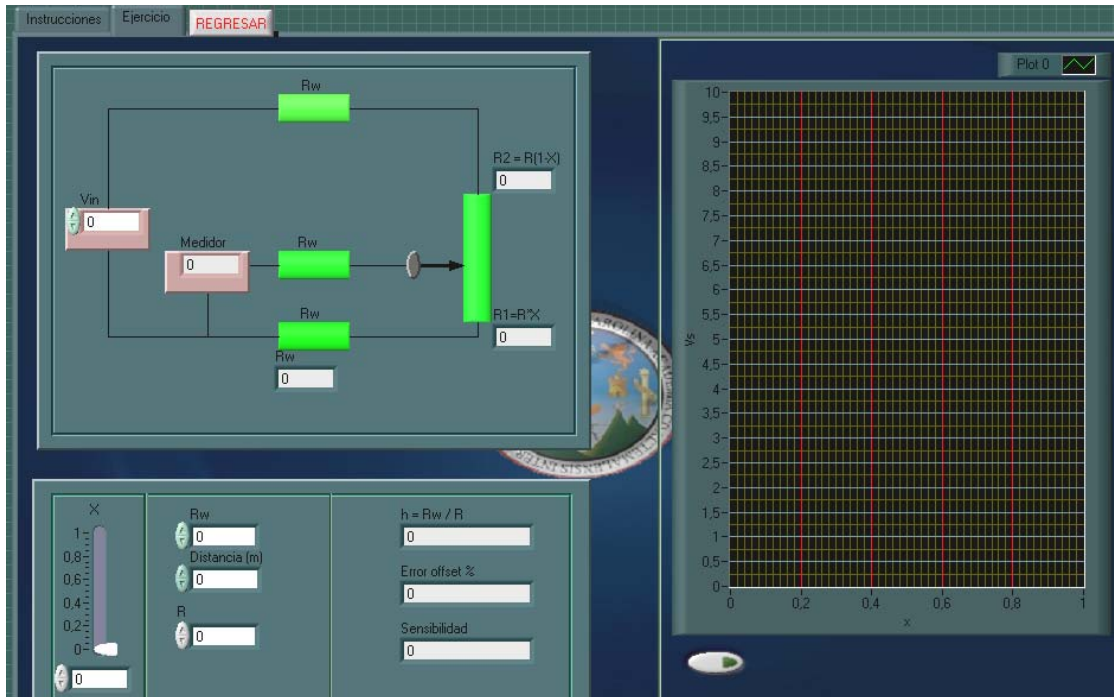 Instrucciones
Ejercicio
REGRESAR
Rw
R2 = R(1-X)
0
Vin
0
Medidor
0
Rw
Rw
R1=R*X
0
Rw
0
Plot 0
10
9,5
9
8,5
8
7,5
7
6,5
6
5,5
5
4,5
4
3,5
3
2,5
2
1,5
1
0,5
0
Vs
0 0,2 0,4 0,6 0,8 1
x
X
1
0,8
0,6
0,4
0,2
0
0
Rw
0
Distancia (m)
0
R
0
h = Rw / R
0
Error offset %
0
Sensibilidad
0